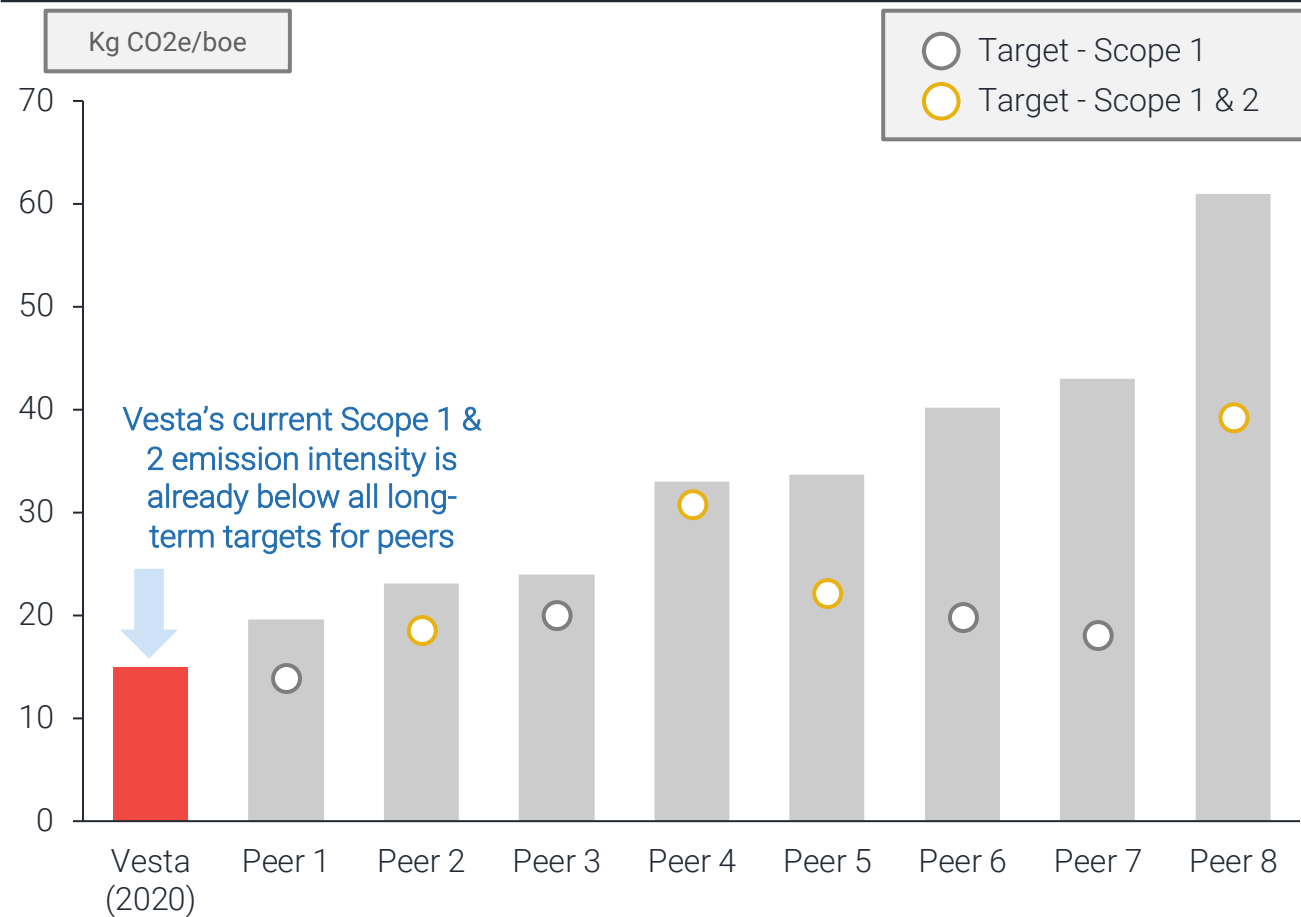 Kg CO2e/boe
Target - Scope 1
Target - Scope 1 & 2
70
60
50
40
30
20
10
0
Vesta’s current Scope 1 &
2 emission intensity is
already below all long-
term targets for peers
Vesta
(2020)
Peer 1
Peer 2
Peer 3
Peer 4
Peer 5
Peer 6
Peer 7
Peer 8